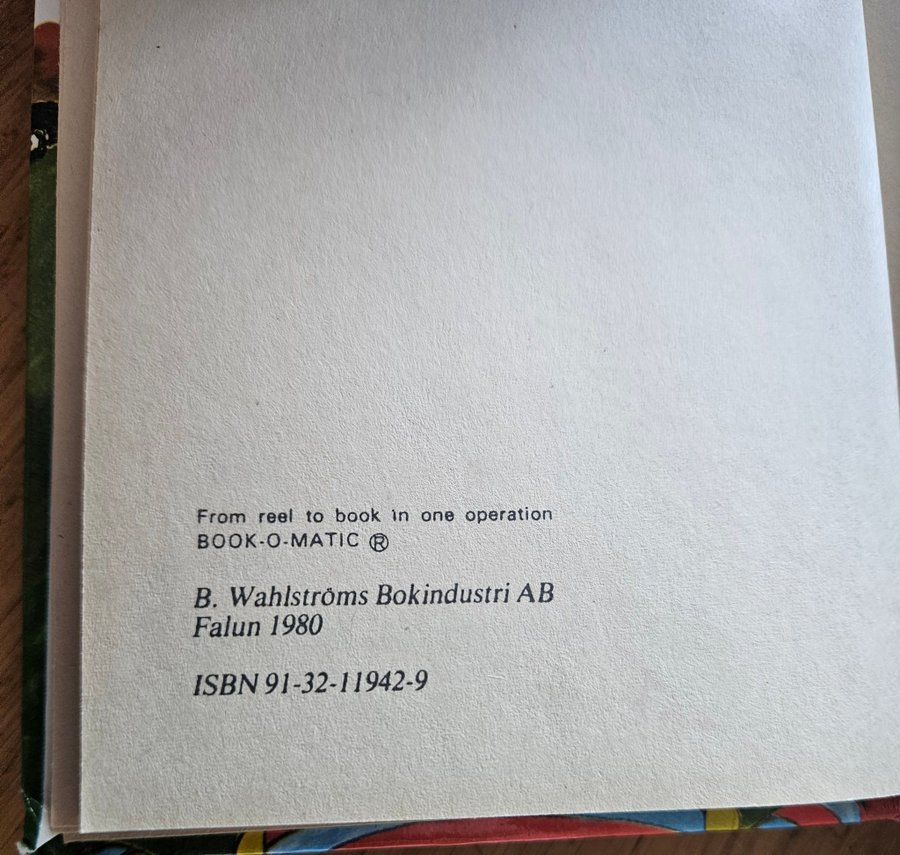 From reel to book in one operation
BOOK-O-MATIC ®
B. Wahlströms Bokindustri AB
Falun 1980
ISBN 91-32-11942-9